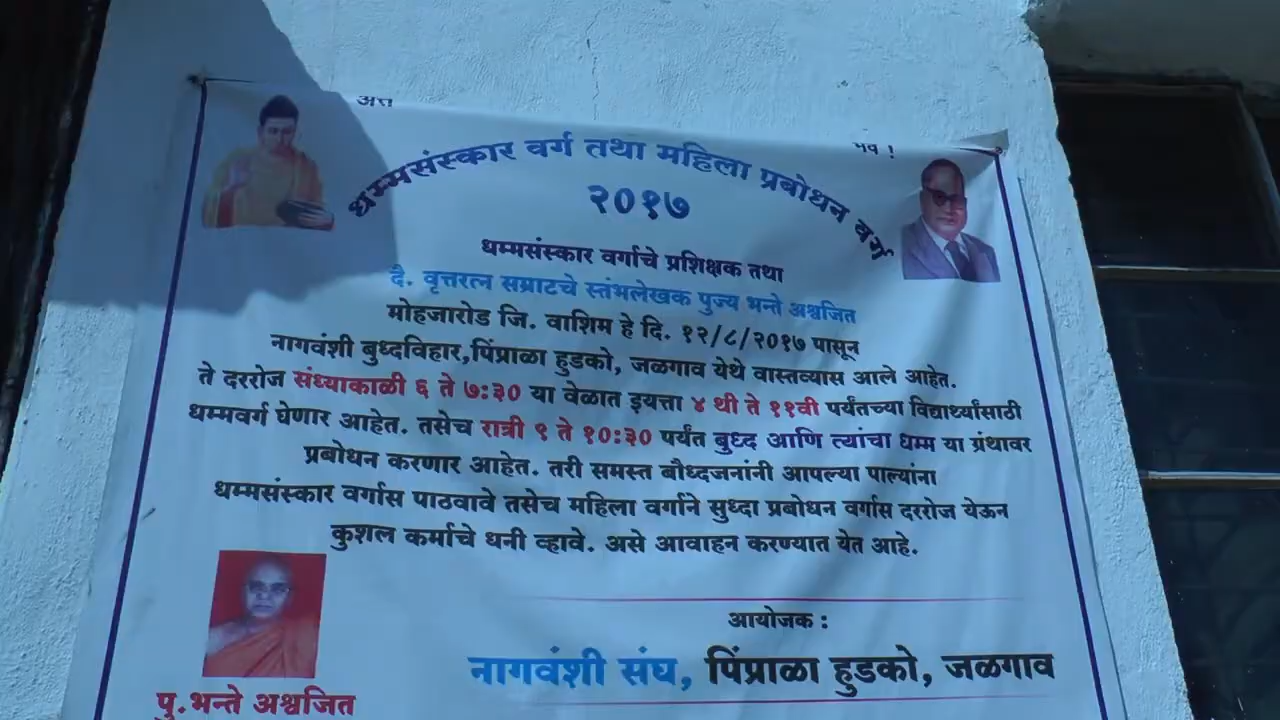 अत्त
भव !
धम्मसंस्कार वर्ग तथा महिला प्रबोधन वर्ग
२०१७
धम्मसंस्कार वर्गाचे प्रशिक्षक तथा
दै. वृत्तरत्न सम्राटचे स्तंभलेखक पुज्य भन्ते अश्वजित
मोहजारोड जि. वाशिम हे दि. १२/८/२०१७ पासून
नागवंशी बुध्दविहार,पिंप्राळा हुडको, जळगाव येथे वास्तव्यास आले आहेत.
ते दररोज संध्याकाळी ६ ते ७:३० या वेळात इयत्ता ४ थी ते ११वी पर्यंतच्या विद्यार्थ्यांसाठी
धम्मवर्ग घेणार आहेत. तसेच रात्री ९ ते १०:३० पर्यंत बुध्द आणि त्यांचा धम्म या ग्रंथावर
प्रबोधन करणार आहेत. तरी समस्त बौध्दजनांनी आपल्या पाल्यांना
धम्मसंस्कार वर्गास पाठवावे तसेच महिला वर्गाने सुध्दा प्रबोधन वर्गास दररोज येऊन
कुशल कर्माचे धनी व्हावे. असे आवाहन करण्यात येत आहे.
आयोजक :
नागवंशी संघ, पिंप्राळा हुडको, जळगाव
पु.भन्ते अश्वजित